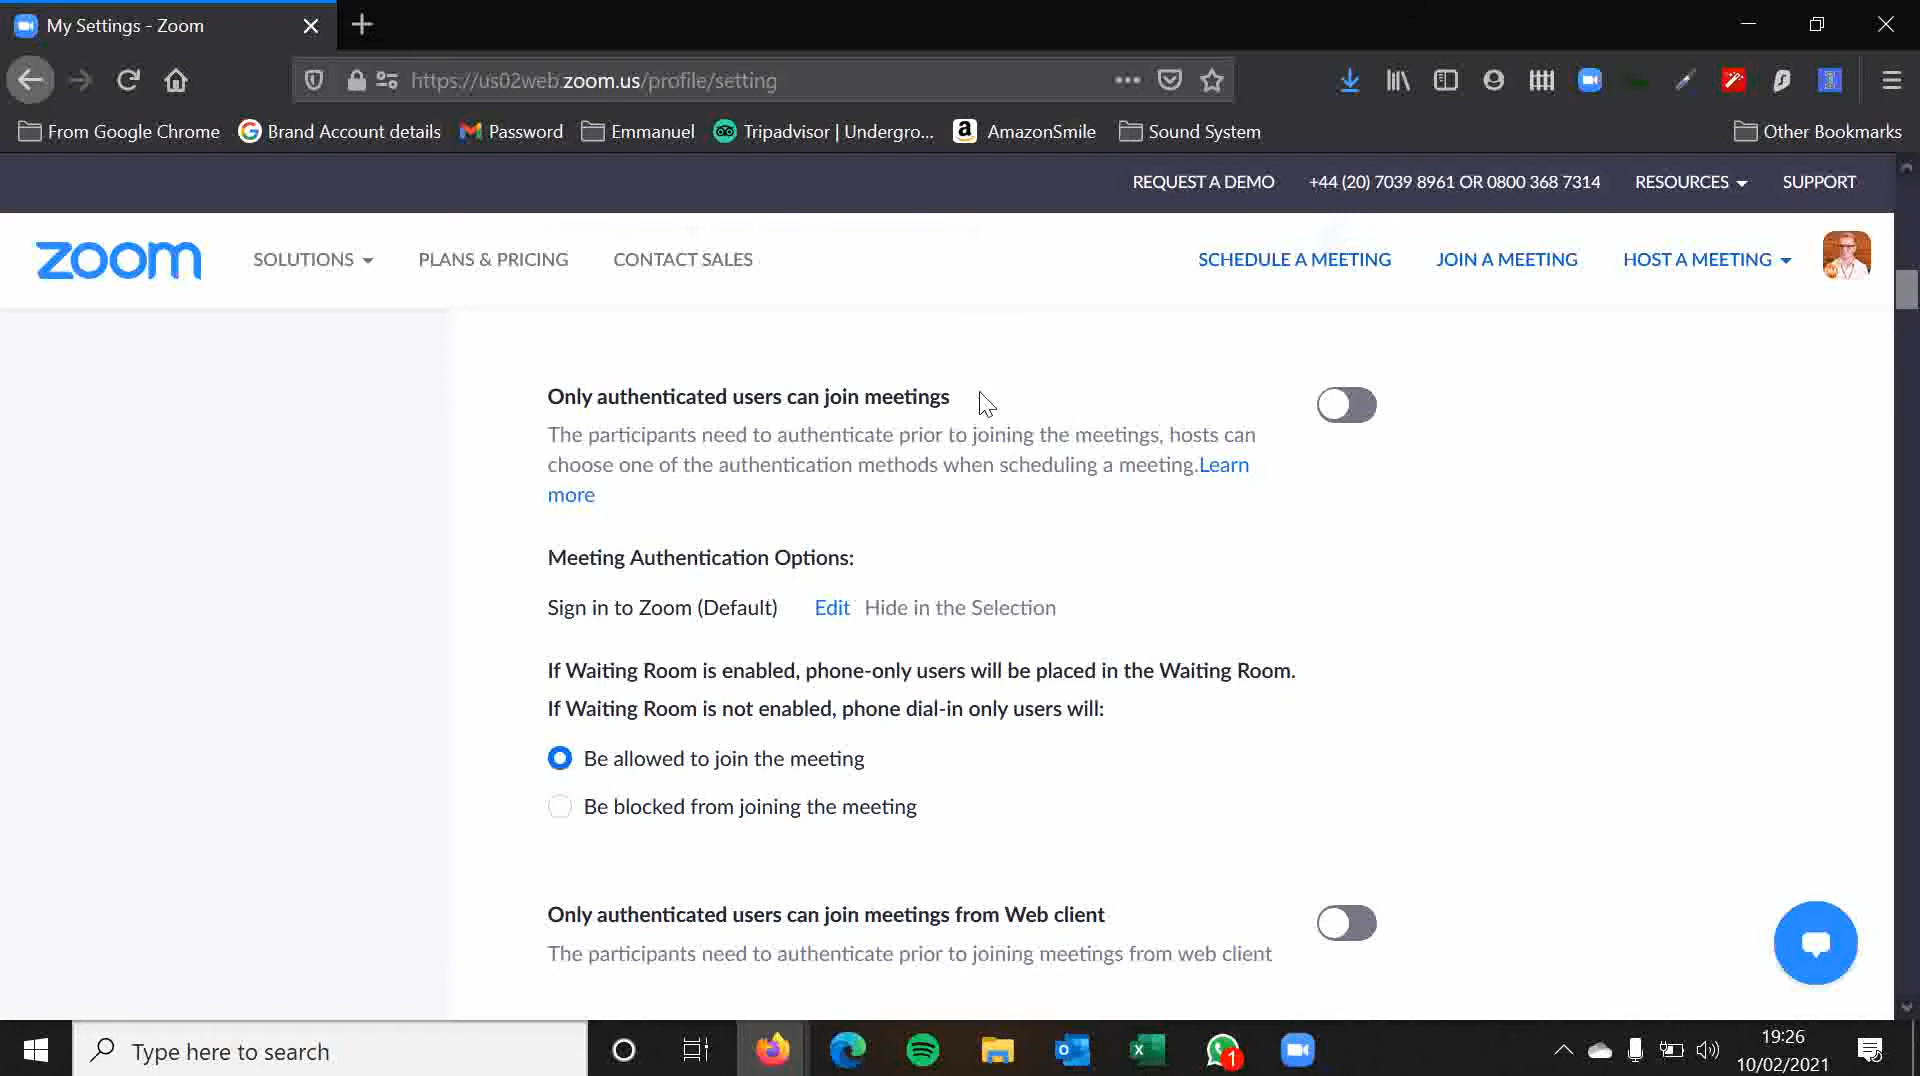 My Settings - Zoom
https://us02web.zoom.us/profile/setting
From Google Chrome
Brand Account details
Password
Emmanuel
Tripadvisor | Undergro...
AmazonSmile
Sound System
Other Bookmarks
REQUEST A DEMO
+44 (20) 7039 8961 OR 0800 368 7314
RESOURCES
SUPPORT
zoom
SOLUTIONS
PLANS & PRICING
CONTACT SALES
SCHEDULE A MEETING
JOIN A MEETING
HOST A MEETING
Only authenticated users can join meetings
The participants need to authenticate prior to joining the meetings, hosts can
choose one of the authentication methods when scheduling a meeting.Learn
more
Meeting Authentication Options:
Sign in to Zoom (Default) Edit Hide in the Selection
If Waiting Room is enabled, phone-only users will be placed in the Waiting Room.
If Waiting Room is not enabled, phone dial-in only users will:
Be allowed to join the meeting
Be blocked from joining the meeting
Only authenticated users can join meetings from Web client
The participants need to authenticate prior to joining meetings from web client
Type here to search
1
19:26
10/02/2021